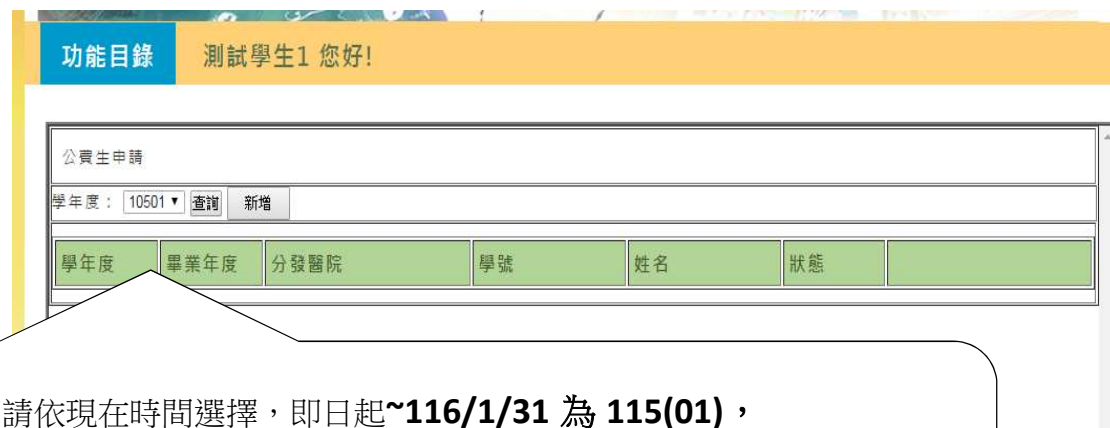 功能目錄 測試學生1 您好!
公費生申請
學年度： 10501 查詢 新增
學年度 畢業年度 分發醫院 學號 姓名 狀態
請依現在時間選擇，即日起~116/1/31 為 115(01)，